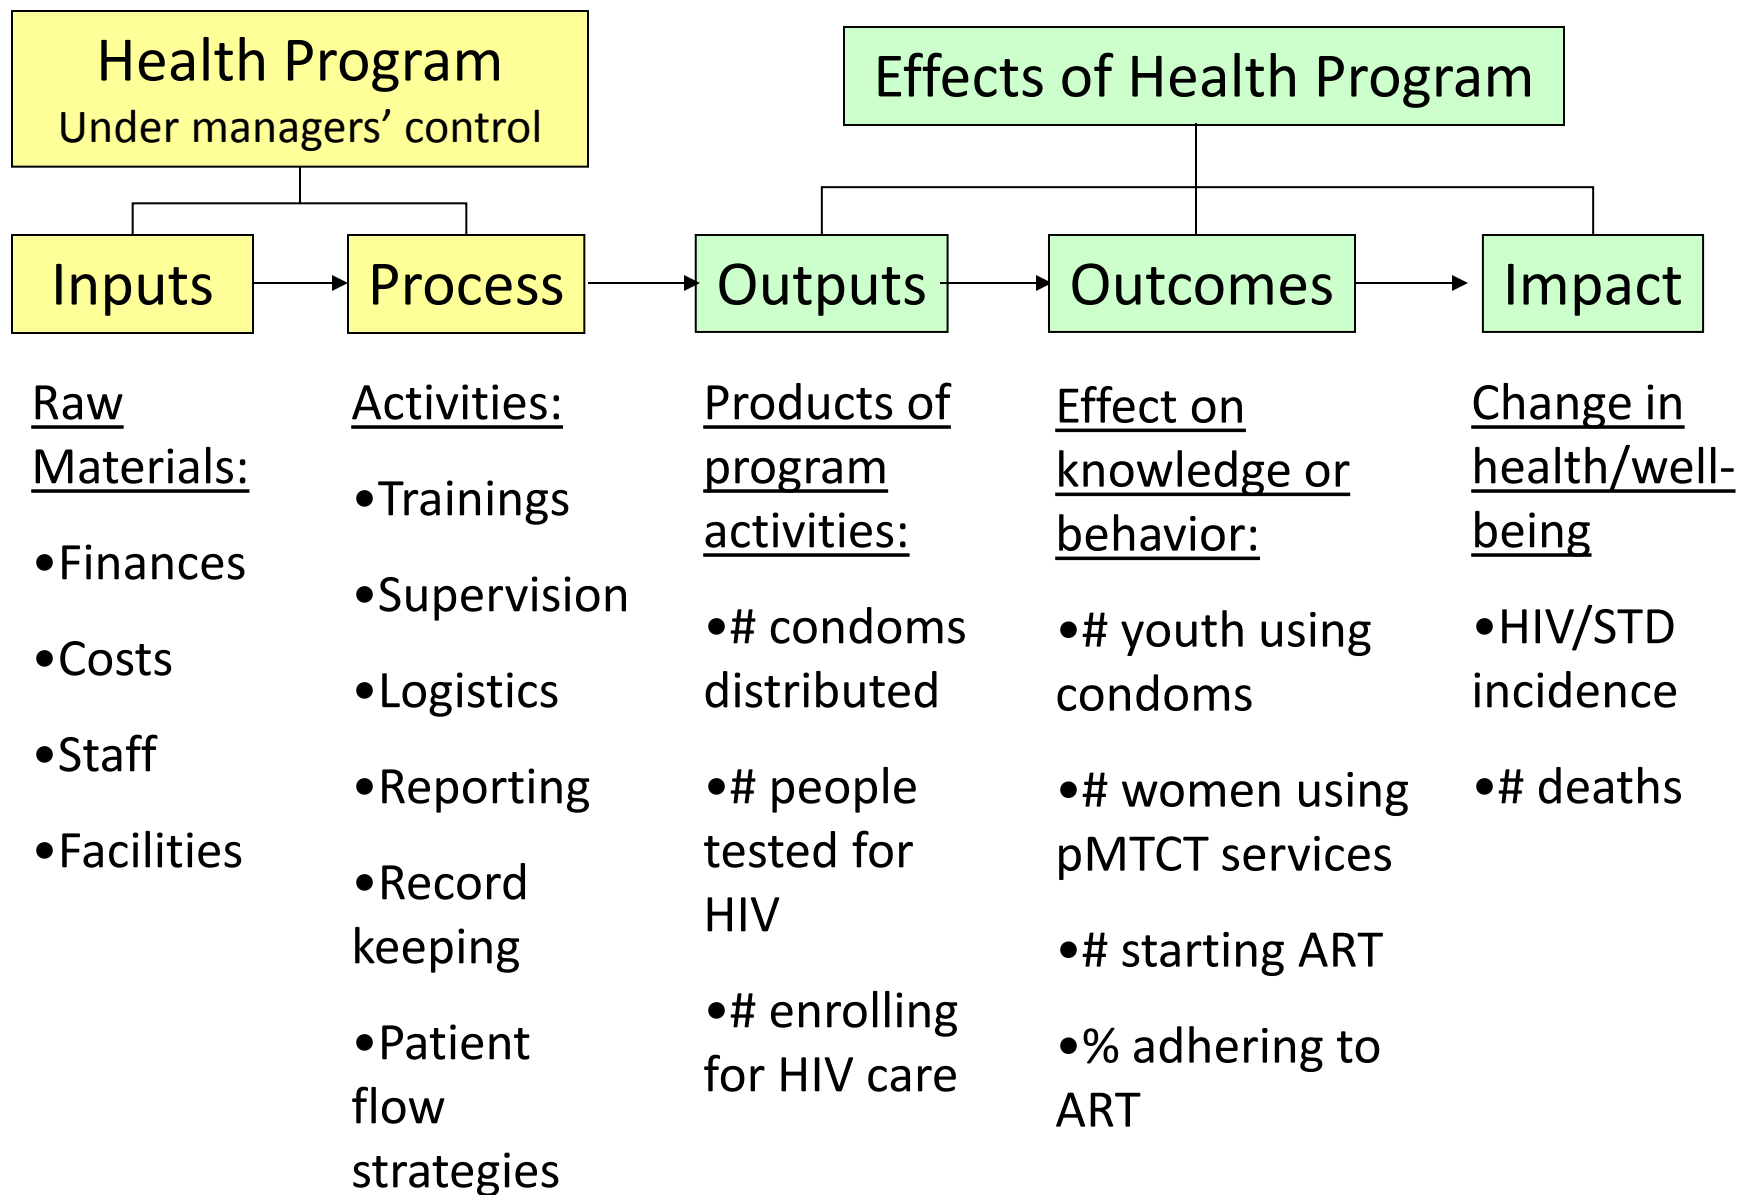 Health Program
Under managers’ control
Effects of Health Program
Inputs
Process
Outputs
Outcomes
Impact
Raw
Materials:
•Finances
•Costs
•Staff
•Facilities
Activities:
•Trainings
•Supervision
•Logistics
•Reporting
•Record
keeping
•Patient
flow
strategies
Products of
program
activities:
•# condoms
distributed
•# people
tested for
HIV
•# enrolling
for HIV care
Effect on
knowledge or
behavior:
•# youth using
condoms
•# women using
pMTCT services
•# starting ART
•% adhering to
ART
Change in
health/well-
being
•HIV/STD
incidence
•# deaths